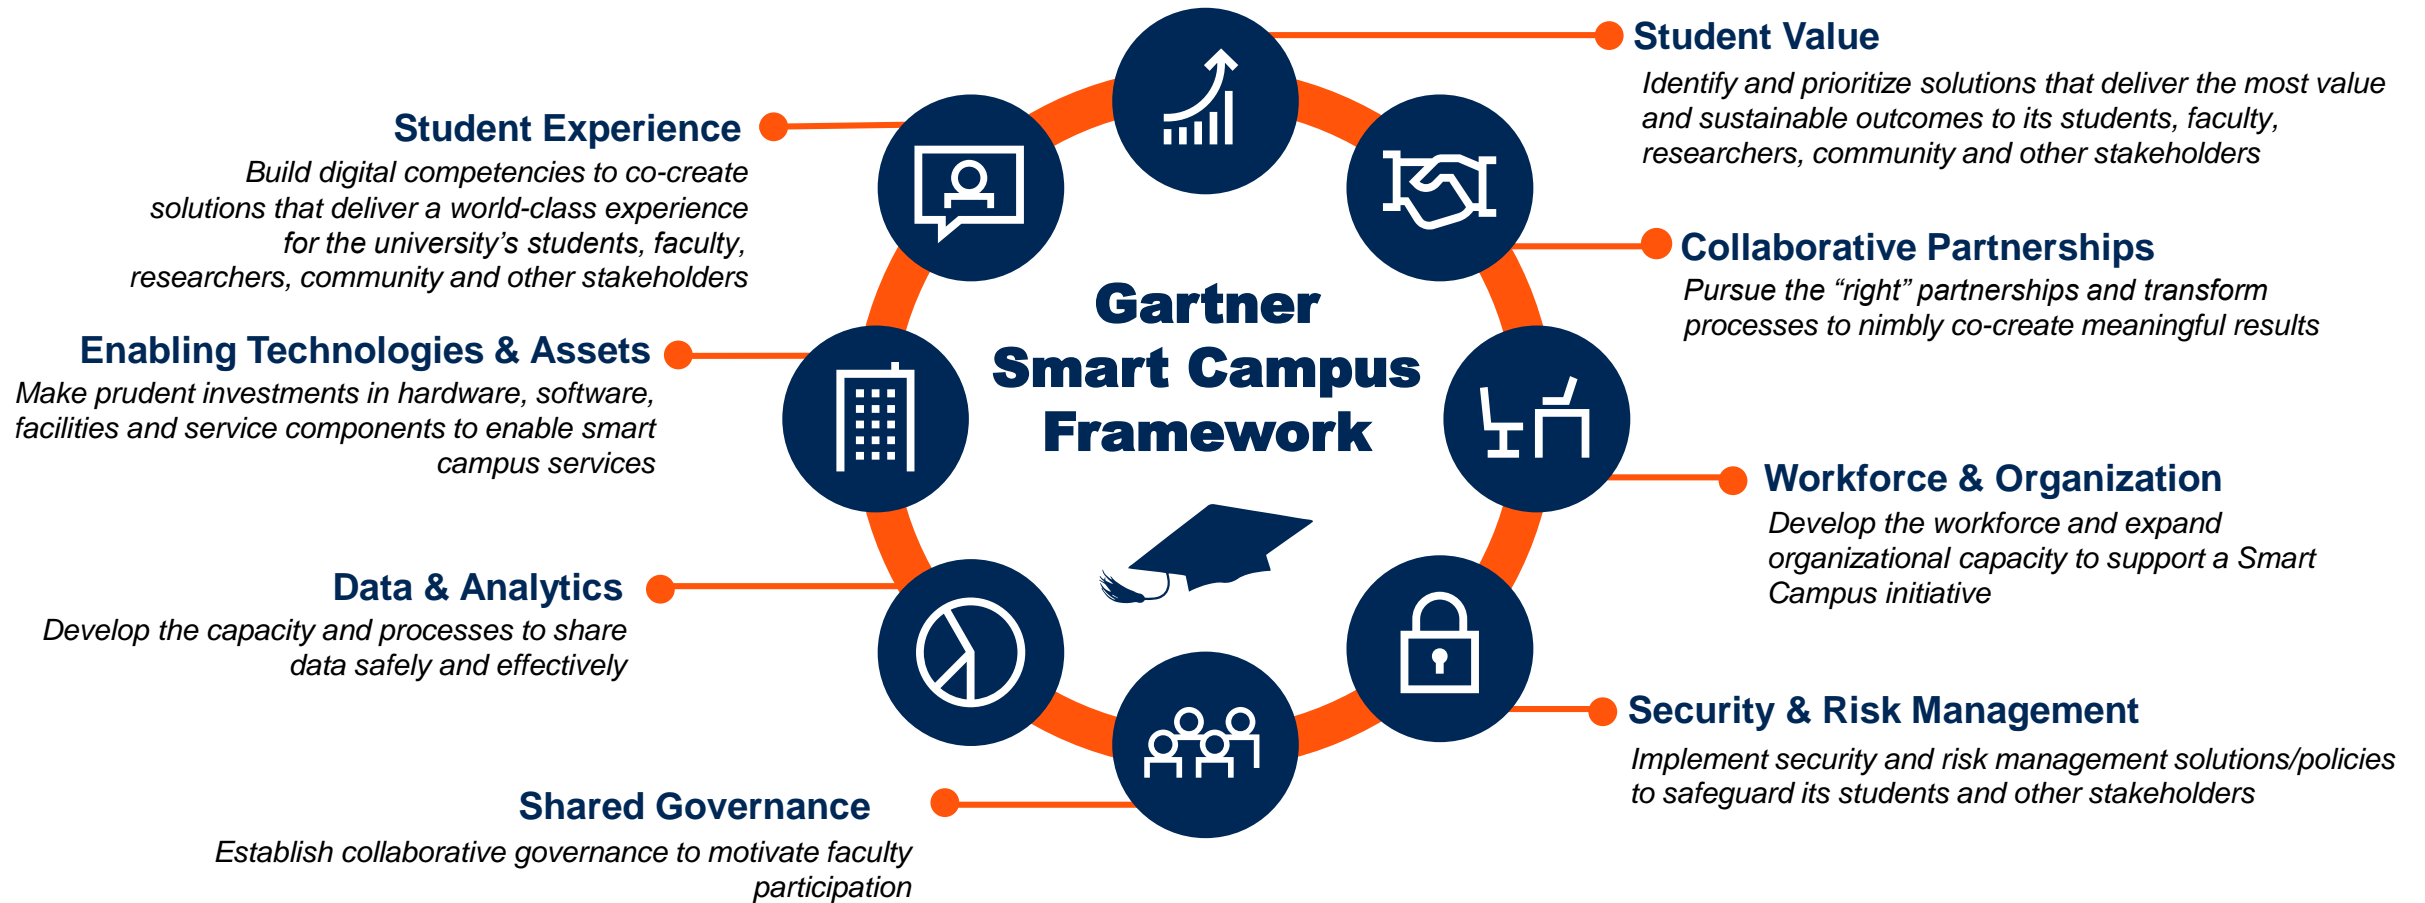 Student Value
Identify and prioritize solutions that deliver the most value
and sustainable outcomes to its students, faculty,
researchers, community and other stakeholders
Student Experience
Build digital competencies to co-create
solutions that deliver a world-class experience
for the university’s students, faculty,
researchers, community and other stakeholders
Collaborative Partnerships
Pursue the “right” partnerships and transform
processes to nimbly co-create meaningful results
Gartner
Smart Campus
Framework
Enabling Technologies & Assets
Make prudent investments in hardware, software,
facilities and service components to enable smart
campus services
Workforce & Organization
Develop the workforce and expand
organizational capacity to support a Smart
Campus initiative
Data & Analytics
Develop the capacity and processes to share
data safely and effectively
Security & Risk Management
Implement security and risk management solutions/policies
to safeguard its students and other stakeholders
Shared Governance
Establish collaborative governance to motivate faculty
participation